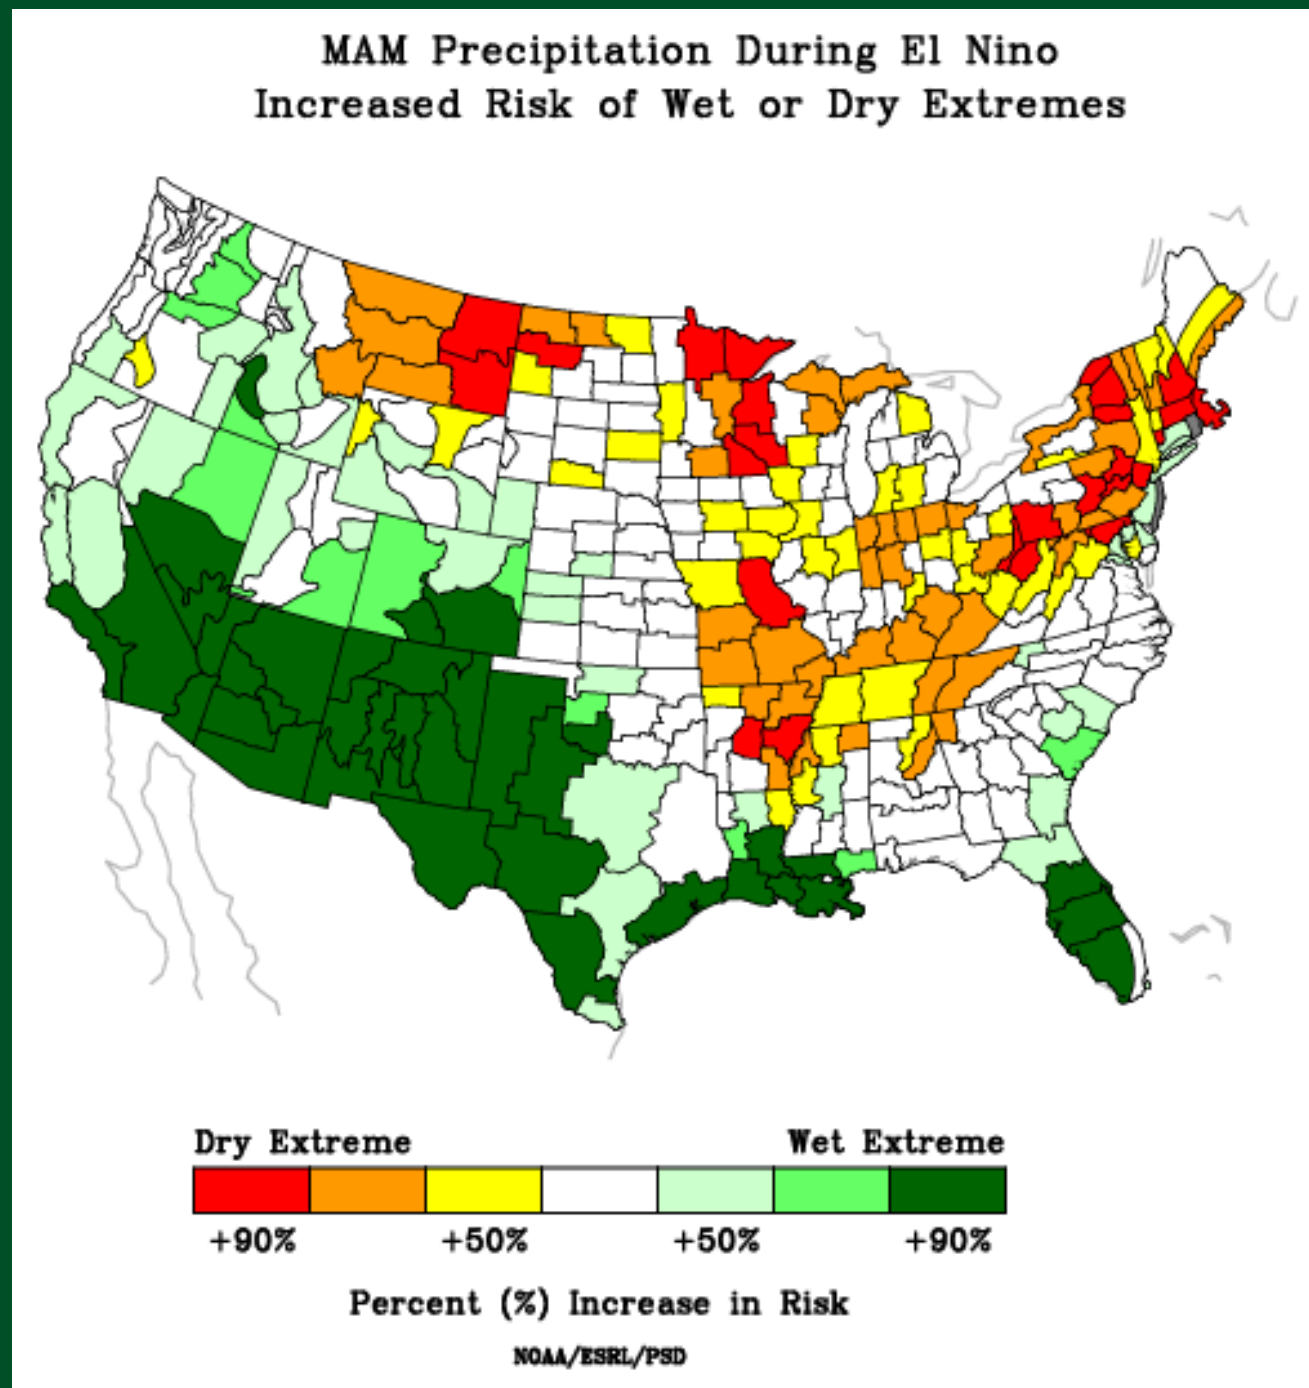 MAM Precipitation During El Nino
Increased Risk of Wet or Dry Extremes
Dry Extreme Wet Extreme
+90% +50% +50% +90%
Percent (%) Increase in Risk
NOAA/ESRL/PSD